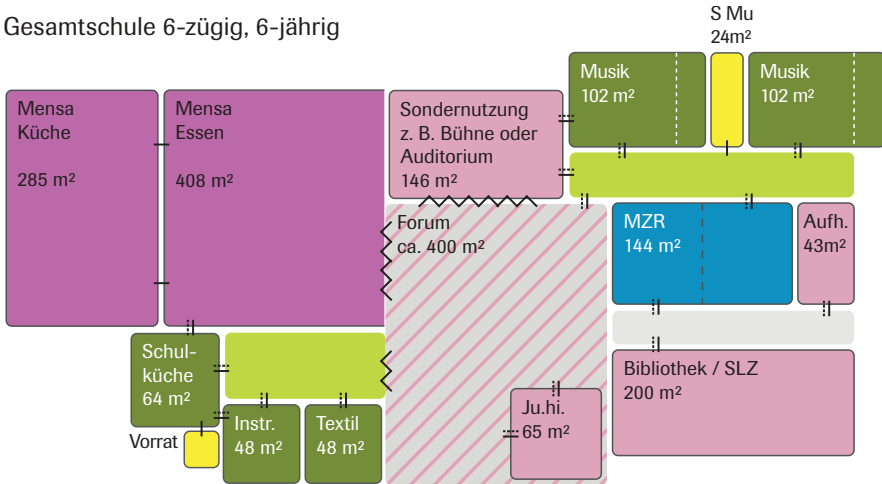 Gesamtschule 6-zügig, 6-jährig
S Mu
24m²
Mensa
Küche
285 m²
Mensa
Essen
408 m²
Sondernutzung
z. B. Bühne oder
Auditorium
146 m²
Musik
102 m²
Musik
102 m²
Forum
ca. 400 m²
MZR
144 m²
Aufh.
43m²
Schul-
küche
64 m²
Bibliothek / SLZ
200 m²
Vorrat
Instr.
48 m²
Textil
48 m²
Ju.hi.
65 m²